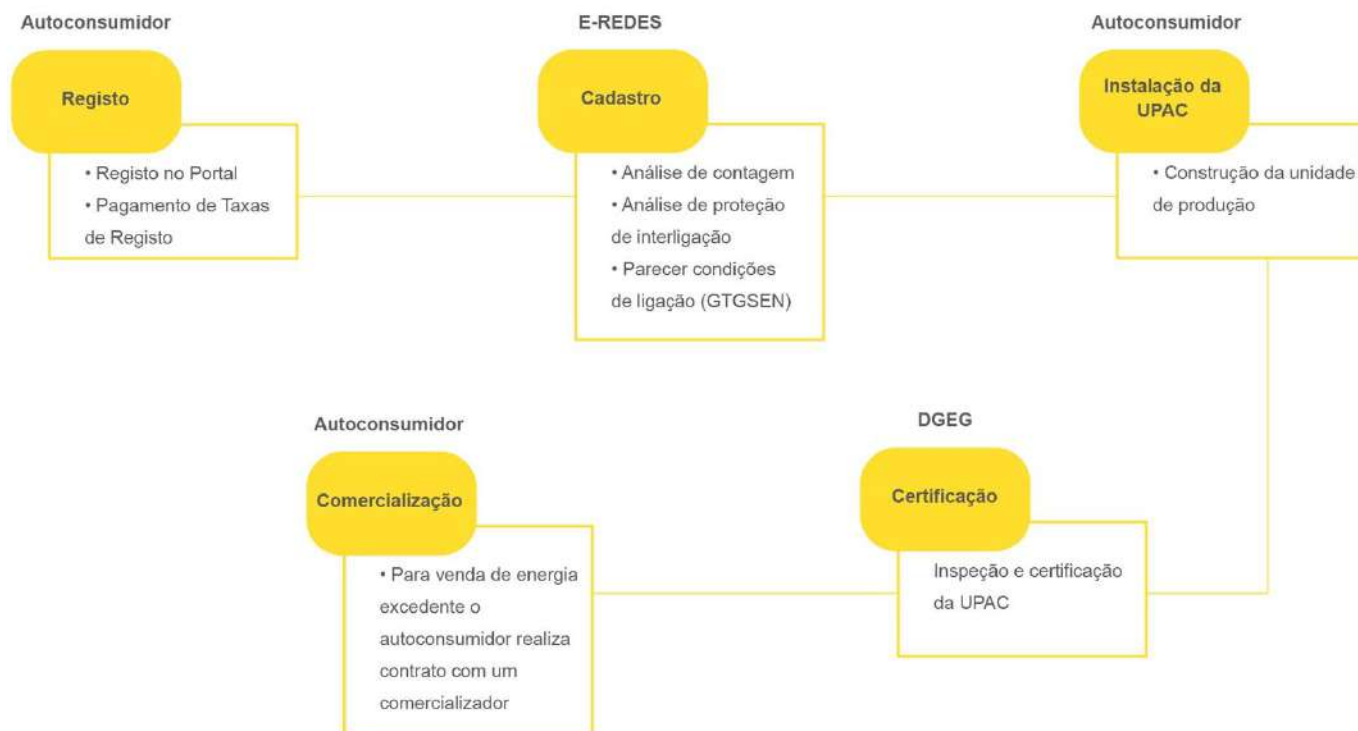 Autoconsumidor
Registo
• Registo no Portal
• Pagamento de Taxas
de Registo
E-REDES
Cadastro
• Análise de contagem
• Análise de proteção
de interligação
• Parecer condições
de ligação (GTGSEN)
Autoconsumidor
Instalação da
UPAC
• Construção da unidade
de produção
DGEG
Certificação
Inspeção e certificação
da UPAC
Autoconsumidor
Comercialização
• Para venda de energia
excedente o
autoconsumidor realiza
contrato com um
comercializador